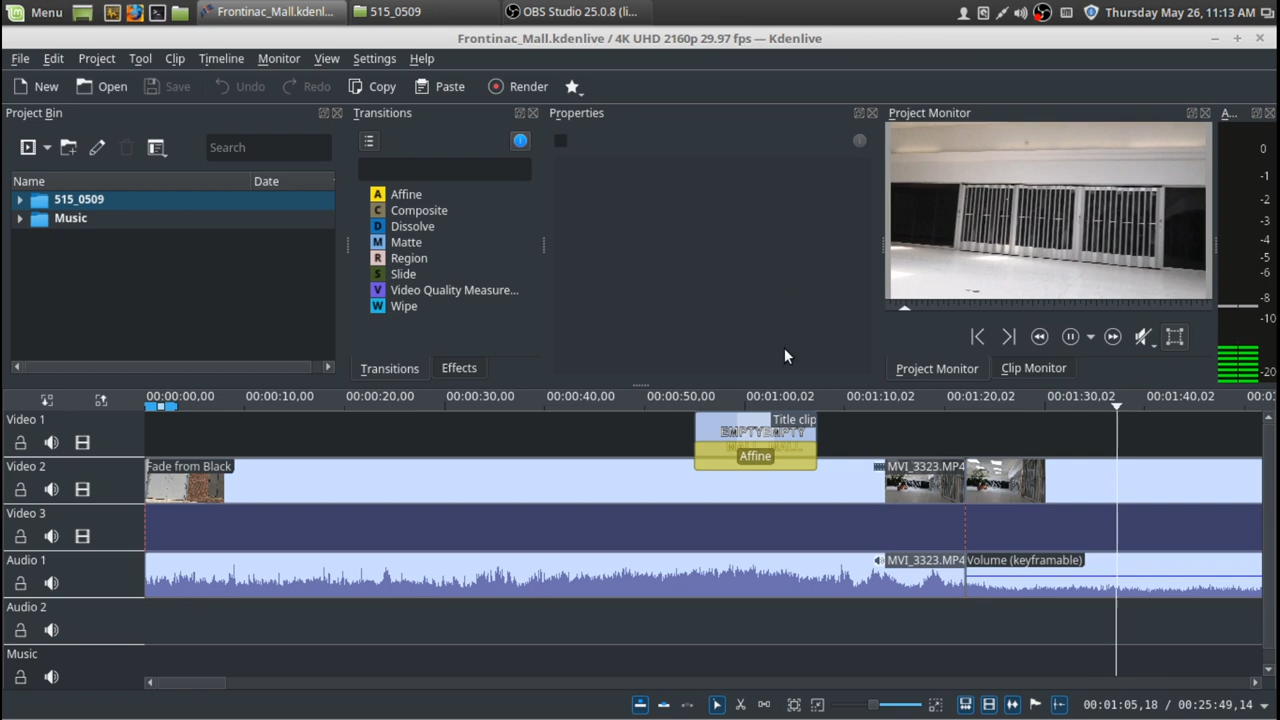 Menu Frontinac_Mall.kdenl... 515_0509 OBS Studio 25.0.8 (li... Thursday May 26, 11:13 AM
Frontinac_Mall.kdenlive / 4K UHD 2160p 29.97 fps — Kdenlive
File Edit Project Tool Clip Timeline Monitor View Settings Help
New Open Save Undo Redo Copy Paste Render
Project Bin Transitions Properties Project Monitor A...
Search
Name Date
515_0509
Music
A Affine
C Composite
D Dissolve
M Matte
R Region
S Slide
V Video Quality Measure...
W Wipe
0
-1
-2
-3
-4
-5
-6
-8
-10
-20
Transitions Effects Project Monitor Clip Monitor
00:00:00,00 00:00:10,00 00:00:20,00 00:00:30,00 00:00:40,00 00:00:50,00 00:01:00,02 00:01:10,02 00:01:20,02 00:01:30,02 00:01:40,02 00:01:
Video 1 Title clip
EMPTYEMPTY
MALL MALL
Affine
Video 2 Fade from Black MVI_3323.MP4
Video 3
Audio 1 MVI_3323.MP4 Volume (keyframable)
Audio 2
Music
00:01:05,18 / 00:25:49,14